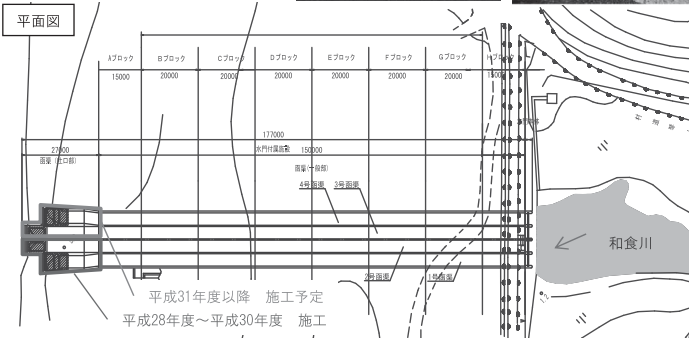 平面図
Aブロック Bブロック Cブロック Dブロック Eブロック Fブロック Gブロック Hブロック
15000 20000 20000 20000 20000 20000 20000 15000
177000
27000 水門付属函渠 150000
函渠(一般部)
4号函渠 3号函渠
和食川
2号函渠 1号函渠
平成31年度以降 施工予定
平成28年度～平成30年度 施工